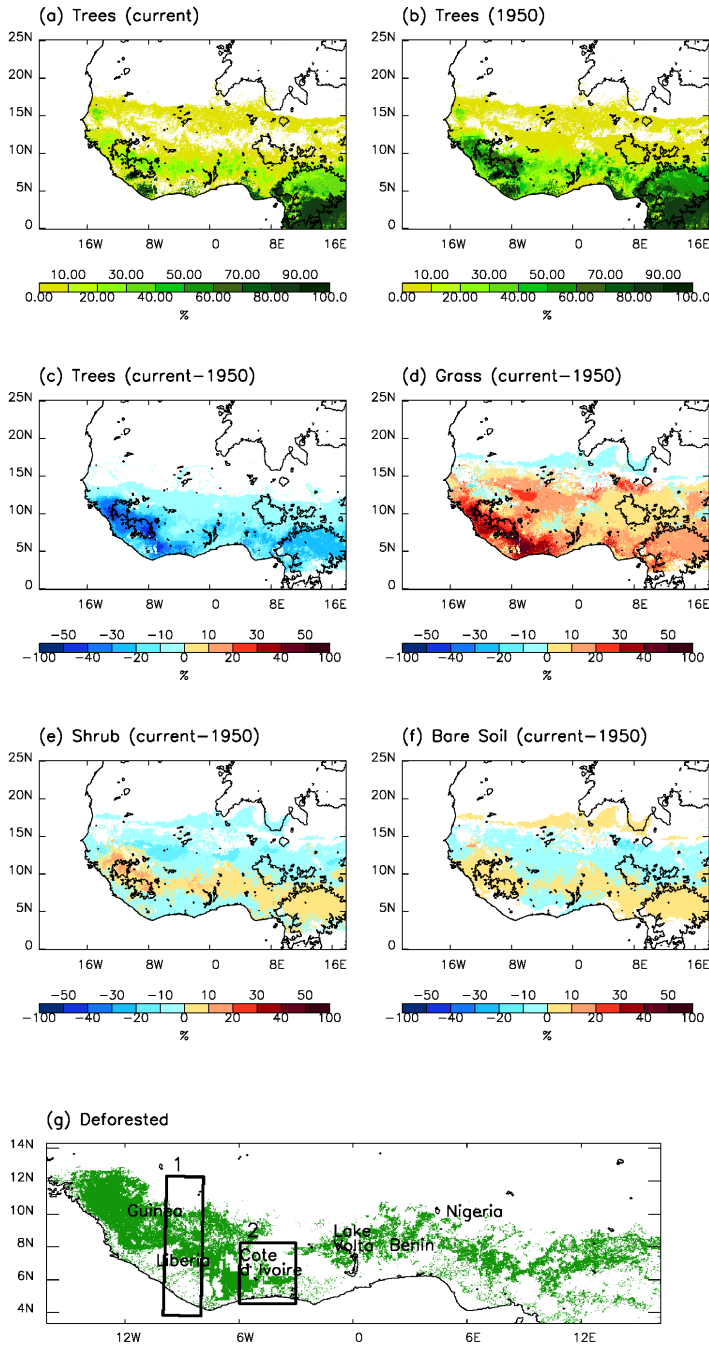 (a) Trees (current)
(b) Trees (1950)
25N
20N
15N
10N
5N
0
16W 8W 0 8E 16E
25N
20N
15N
10N
5N
0
16W 8W 0 8E 16E
10.00 30.00 50.00 70.00 90.00
0.00 20.00 40.00 60.00 80.00 100.0
%
10.00 30.00 50.00 70.00 90.00
0.00 20.00 40.00 60.00 80.00 100.0
%
(c) Trees (current-1950)
(d) Grass (current-1950)
25N
20N
15N
10N
5N
0
16W 8W 0 8E 16E
25N
20N
15N
10N
5N
0
16W 8W 0 8E 16E
-50 -30 -10 10 30 50
-100 -40 -20 0 20 40 100
%
-50 -30 -10 10 30 50
-100 -40 -20 0 20 40 100
%
(e) Shrub (current-1950)
(f) Bare Soil (current-1950)
25N
20N
15N
10N
5N
0
16W 8W 0 8E 16E
25N
20N
15N
10N
5N
0
16W 8W 0 8E 16E
-50 -30 -10 10 30 50
-100 -40 -20 0 20 40 100
%
-50 -30 -10 10 30 50
-100 -40 -20 0 20 40 100
%
(g) Deforested
14N
12N
10N
8N
6N
4N
1
Guinea
Nigeria
2
Lake
Volta
Benin
Liberia
Cote
d'Ivoire
12W 6W 0 6E 12E